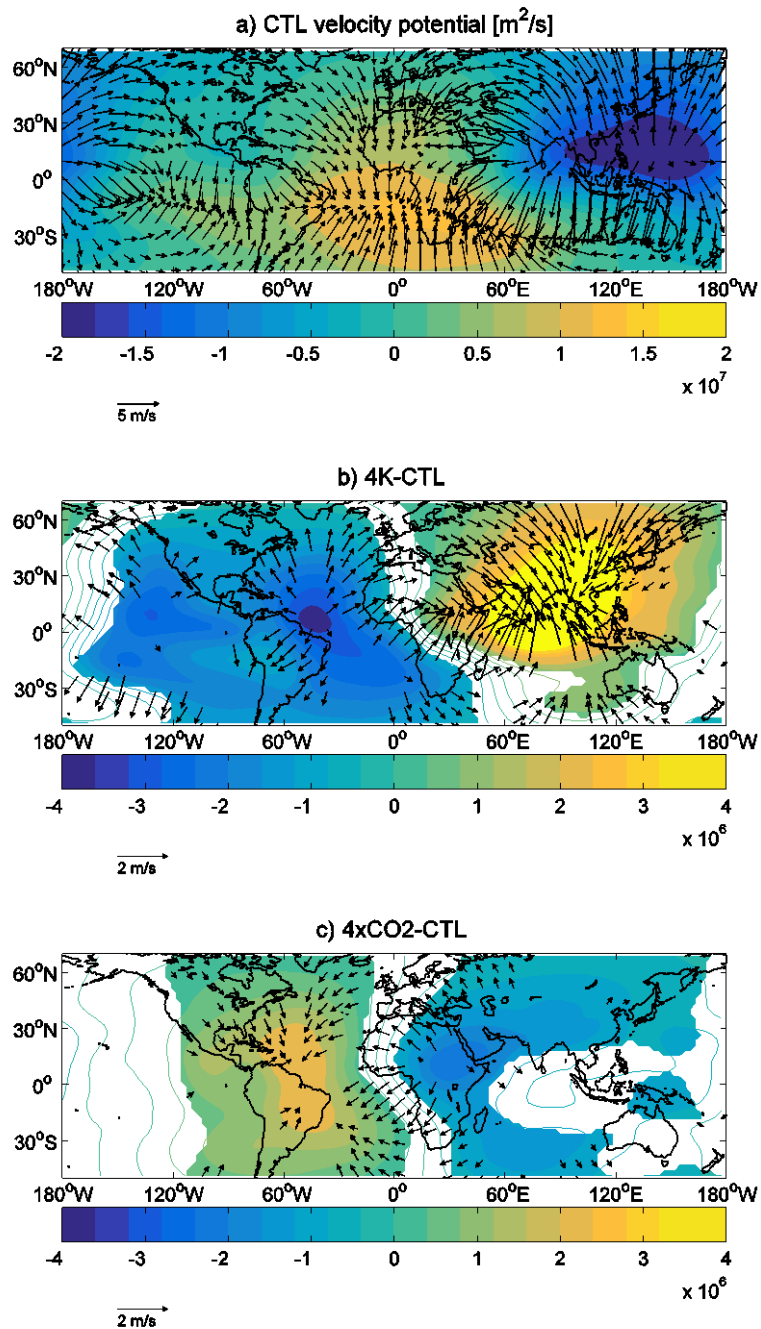 a) CTL velocity potential [m²/s]
60°N
30°N
0°
30°S
180°W 120°W 60°W 0° 60°E 120°E 180°W
-2 -1.5 -1 -0.5 0 0.5 1 1.5 2
x 10⁷
5 m/s
b) 4K-CTL
60°N
30°N
0°
30°S
180°W 120°W 60°W 0° 60°E 120°E 180°W
-4 -3 -2 -1 0 1 2 3 4
x 10⁶
2 m/s
c) 4xCO2-CTL
60°N
30°N
0°
30°S
180°W 120°W 60°W 0° 60°E 120°E 180°W
-4 -3 -2 -1 0 1 2 3 4
x 10⁶
2 m/s